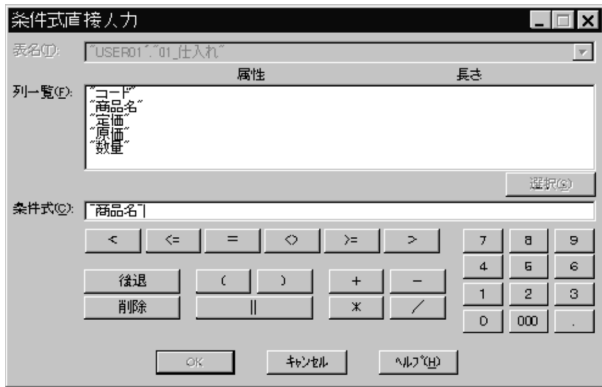 条件式直接入力
表名(T): "USER01"."01_仕入れ"
属性 長さ
列一覧(F):
"コード"
"商品名"
"定価"
"原価"
"数量"
選択(S)
条件式(C): "商品名"
< <= = <> >= > 7 8 9
後退 ( ) + - 4 5 6
削除 || * / 1 2 3
0 000 .
OK キャンセル ヘルプ(H)